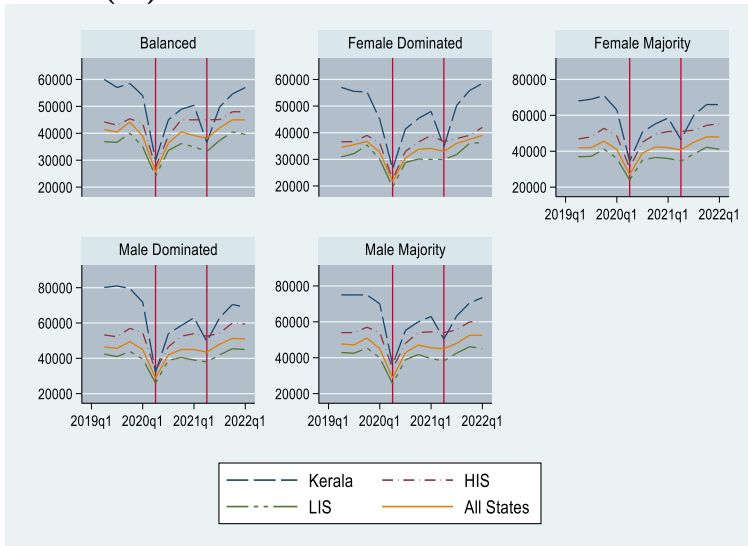 Balanced
Female Dominated
Female Majority
60000
50000
40000
30000
20000
60000
50000
40000
30000
20000
80000
60000
40000
20000
2019q1 2020q1 2021q1 2022q1
Male Dominated
Male Majority
80000
60000
40000
20000
2019q1 2020q1 2021q1 2022q1
80000
60000
40000
20000
2019q1 2020q1 2021q1 2022q1
Kerala HIS
LIS All States